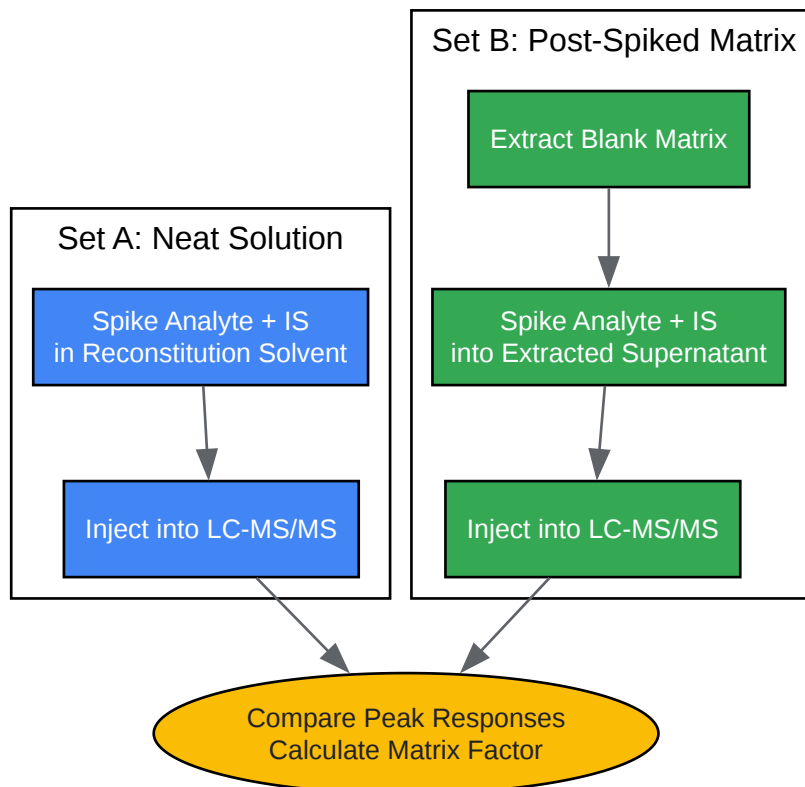 Set A: Neat Solution
Spike Analyte + IS
in Reconstitution Solvent
Inject into LC-MS/MS
Set B: Post-Spiked Matrix
Extract Blank Matrix
Spike Analyte + IS
into Extracted Supernatant
Inject into LC-MS/MS
Compare Peak Responses
Calculate Matrix Factor